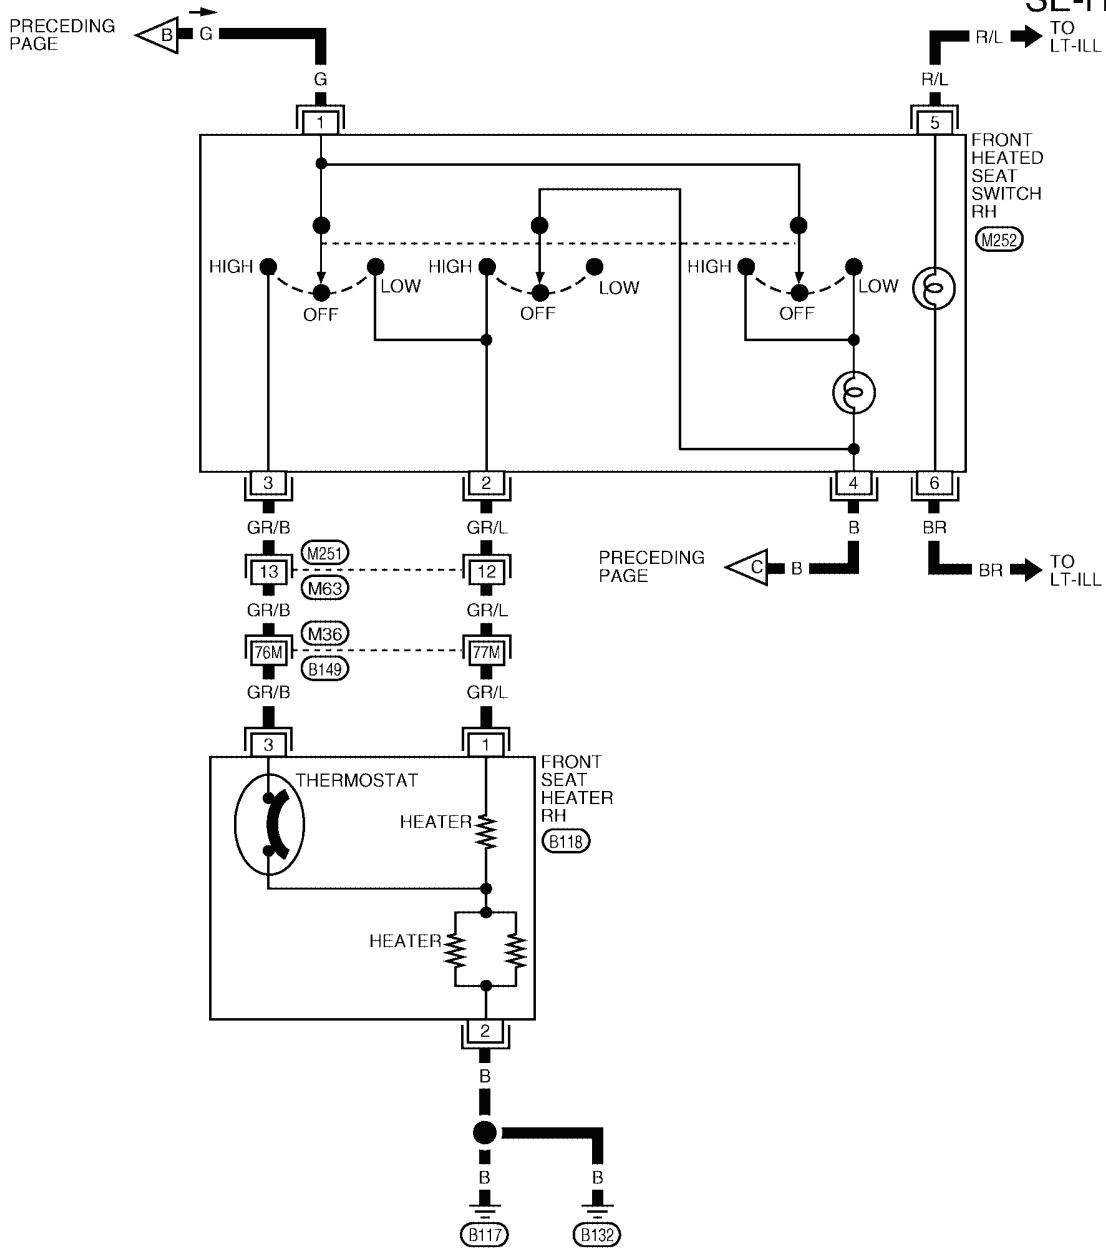 PRECEDING
PAGE
B
G
G
1
R/L
TO
LT-ILL
R/L
5
FRONT
HEATED
SEAT
SWITCH
RH
M252
HIGH
OFF
LOW
HIGH
OFF
LOW
HIGH
OFF
LOW
3
2
4
6
GR/B
GR/L
B
BR
M251
13
12
M63
PRECEDING
PAGE
C
B
BR
TO
LT-ILL
GR/B
GR/L
M36
76M
77M
B149
GR/B
GR/L
3
1
FRONT
SEAT
HEATER
RH
B118
THERMOSTAT
HEATER
HEATER
2
B
B
B
B117
B132